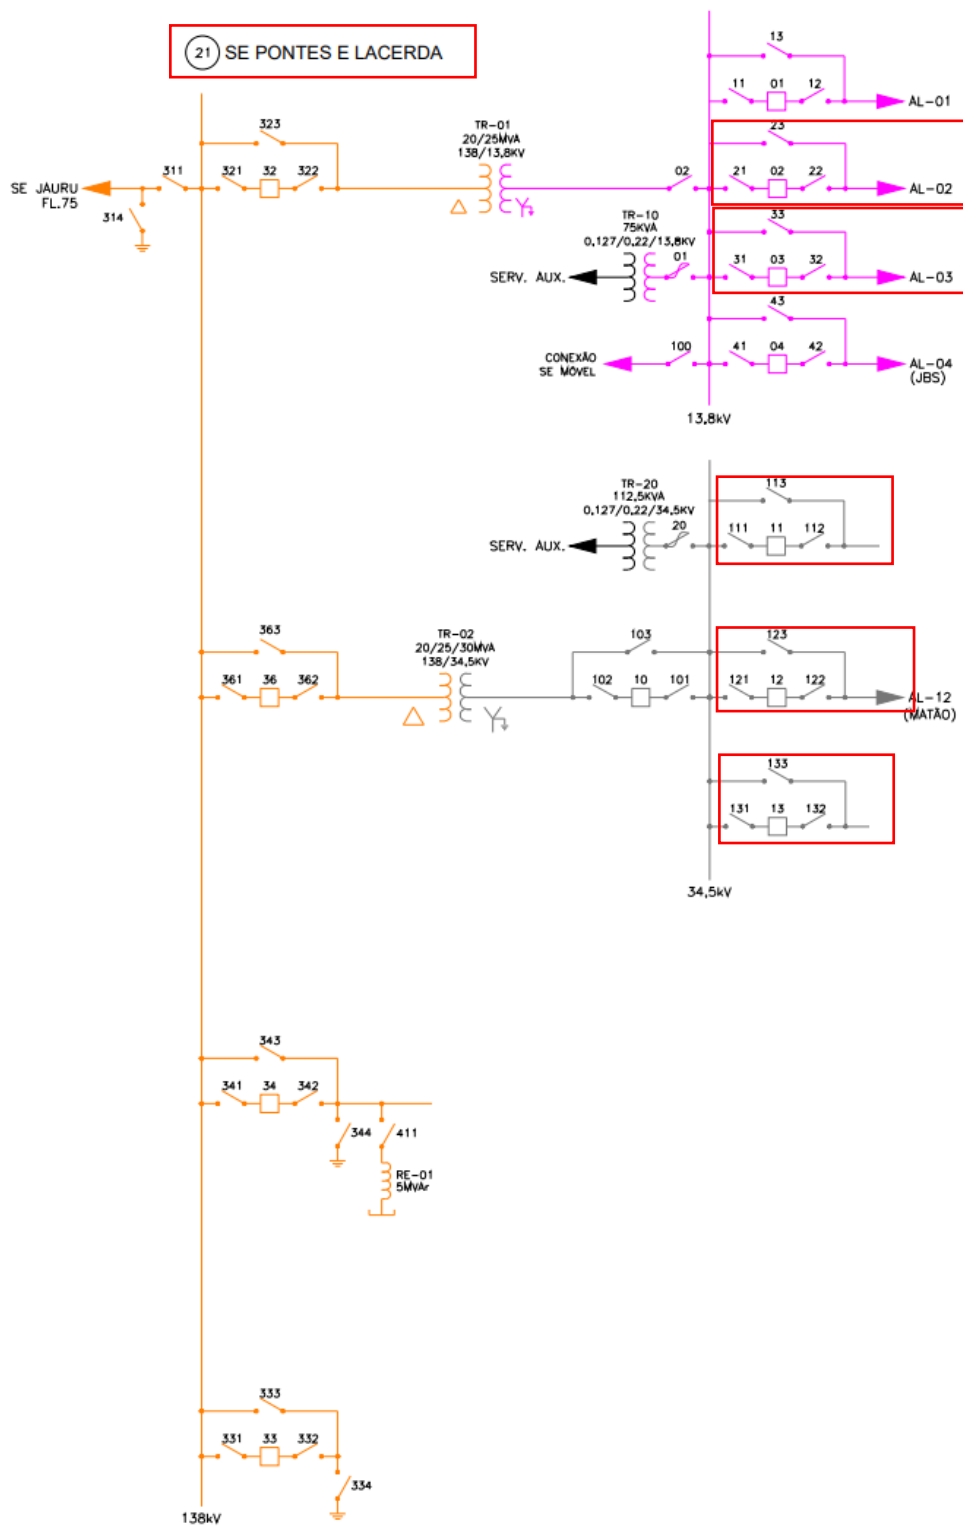 21 SE PONTES E LACERDA
13
11 01 12
AL-01
323
TR-01
20/25MVA
138/13,8KV
23
311 321 32 322
02 21 02 22
SE JAURU
FL.75
AL-02
314
TR-10
75KVA
0,127/0,22/13,8KV
33
01
31 03 32
SERV. AUX.
AL-03
43
100
41 04 42
CONEXÃO
SE MÓVEL
AL-04
(JBS)
13,8kV
TR-20
112,5KVA
0,127/0,22/34,5KV
113
20
111 11 112
SERV. AUX.
363
TR-02
20/25/30MVA
138/34,5KV
103
123
361 36 362
102 10 101
121 12 122
AL-12
(MATÃO)
133
131 13 132
34,5kV
343
341 34 342
344 411
RE-01
5MVAr
333
331 33 332
334
138kV